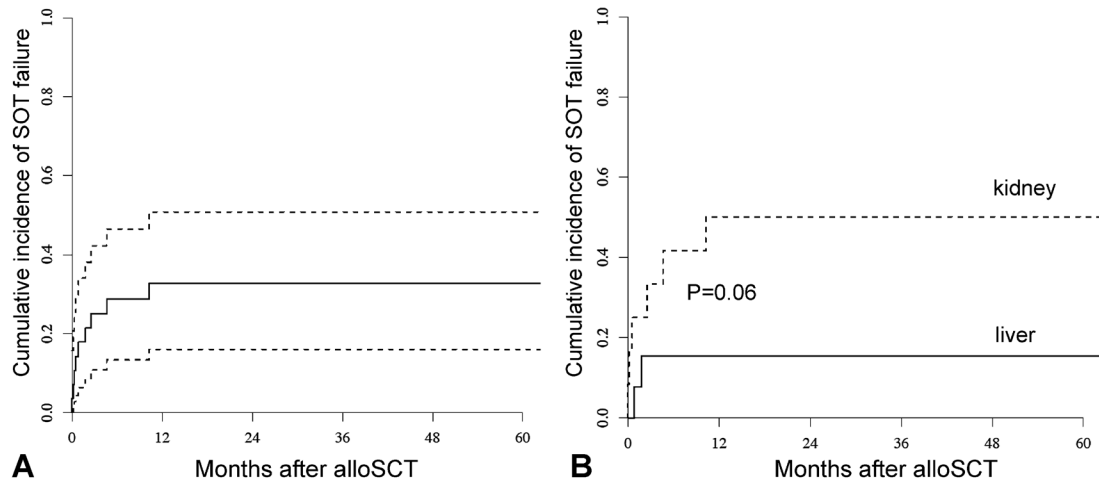 Cumulative incidence of SOT failure
1.0
0.8
0.6
0.4
0.2
0.0
0 12 24 36 48 60
Months after alloSCT
A
Cumulative incidence of SOT failure
1.0
0.8
0.6
0.4
0.2
0.0
kidney
P=0.06
liver
0 12 24 36 48 60
Months after alloSCT
B